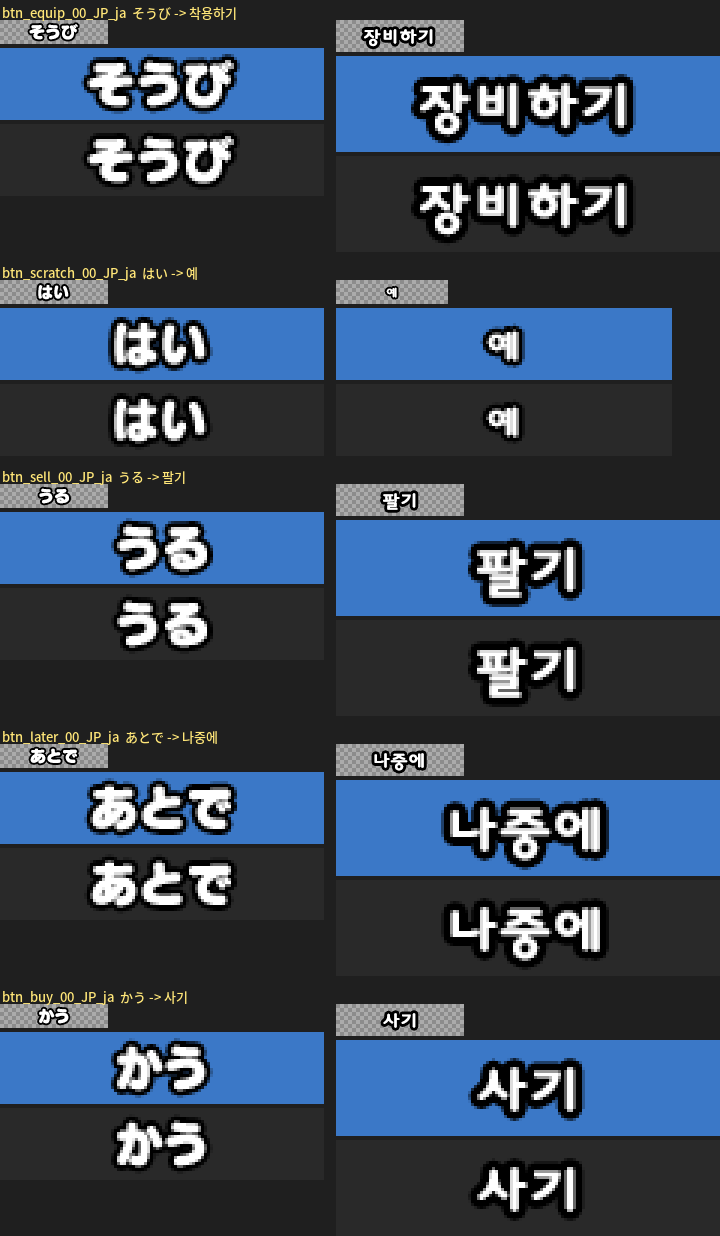 btn_equip_00_JP_ja そうび -> 착용하기
そうび 장비하기
そうび 장비하기
そうび 장비하기
btn_scratch_00_JP_ja はい -> 예
はい 예
はい 예
はい 예
btn_sell_00_JP_ja うる -> 팔기
うる 팔기
うる 팔기
うる 팔기
btn_later_00_JP_ja あとで -> 나중에
あとで 나중에
あとで 나중에
あとで 나중에
btn_buy_00_JP_ja かう -> 사기
かう 사기
かう 사기
かう 사기